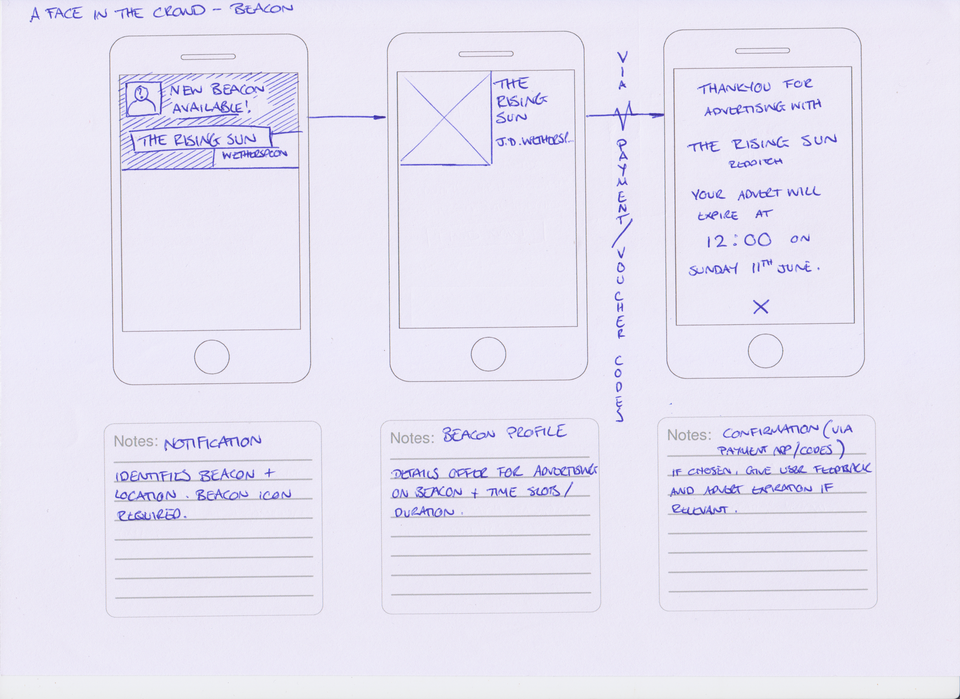 A FACE IN THE CROWD - BEACON
NEW BEACON
AVAILABLE!
THE RISING SUN
WETHERSPOON
THE
RISING
SUN
J.D.WETHERSP...
VIA PAYMENT/VOUCHER CODES
THANKYOU FOR
ADVERTISING WITH
THE RISING SUN
REDDITCH
YOUR ADVERT WILL
EXPIRE AT
12:00 ON
SUNDAY 11TH JUNE.
X
Notes: NOTIFICATION
IDENTIFIES BEACON +
LOCATION. BEACON ICON
REQUIRED.
Notes: BEACON PROFILE
DETAILS OFFER FOR ADVERTISING
ON BEACON + TIME SLOTS/
DURATION.
Notes: CONFIRMATION (VIA
PAYMENT APP/CODES)
IF CHOSEN, GIVE USER FEEDBACK
AND ADVERT EXPIRATION IF
RELEVANT.